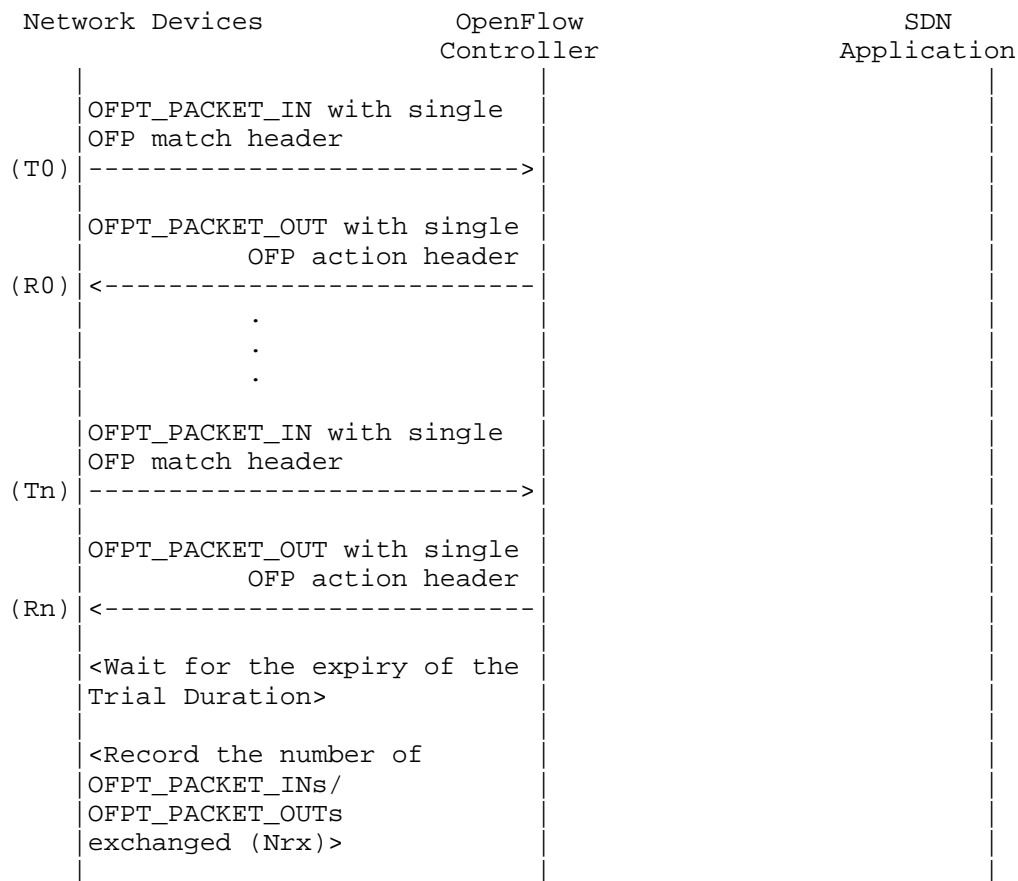 Network Devices OpenFlow SDN
Controller Application
OFPT_PACKET_IN with single
OFP match header
(T0)|--------------------------->|
OFPT_PACKET_OUT with single
OFP action header
(R0)|<---------------------------|
.
.
.
OFPT_PACKET_IN with single
OFP match header
(Tn)|--------------------------->|
OFPT_PACKET_OUT with single
OFP action header
(Rn)|<---------------------------|
<Wait for the expiry of the
Trial Duration>
<Record the number of
OFPT_PACKET_INs/
OFPT_PACKET_OUTs
exchanged (Nrx)>